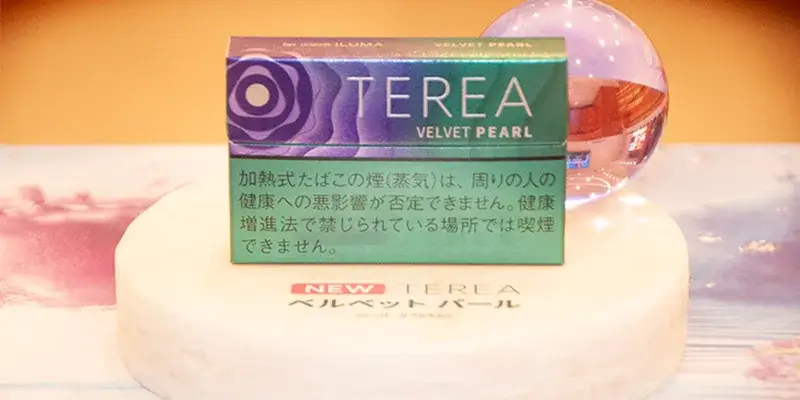 for IQOS ILUMA VELVET PEARL
TEREA
VELVET PEARL
加熱式たばこの煙(蒸気)は、周りの人の
健康への悪影響が否定できません。健康
増進法で禁じられている場所では喫煙
できません。
NEW TEREA
ベルベット パール